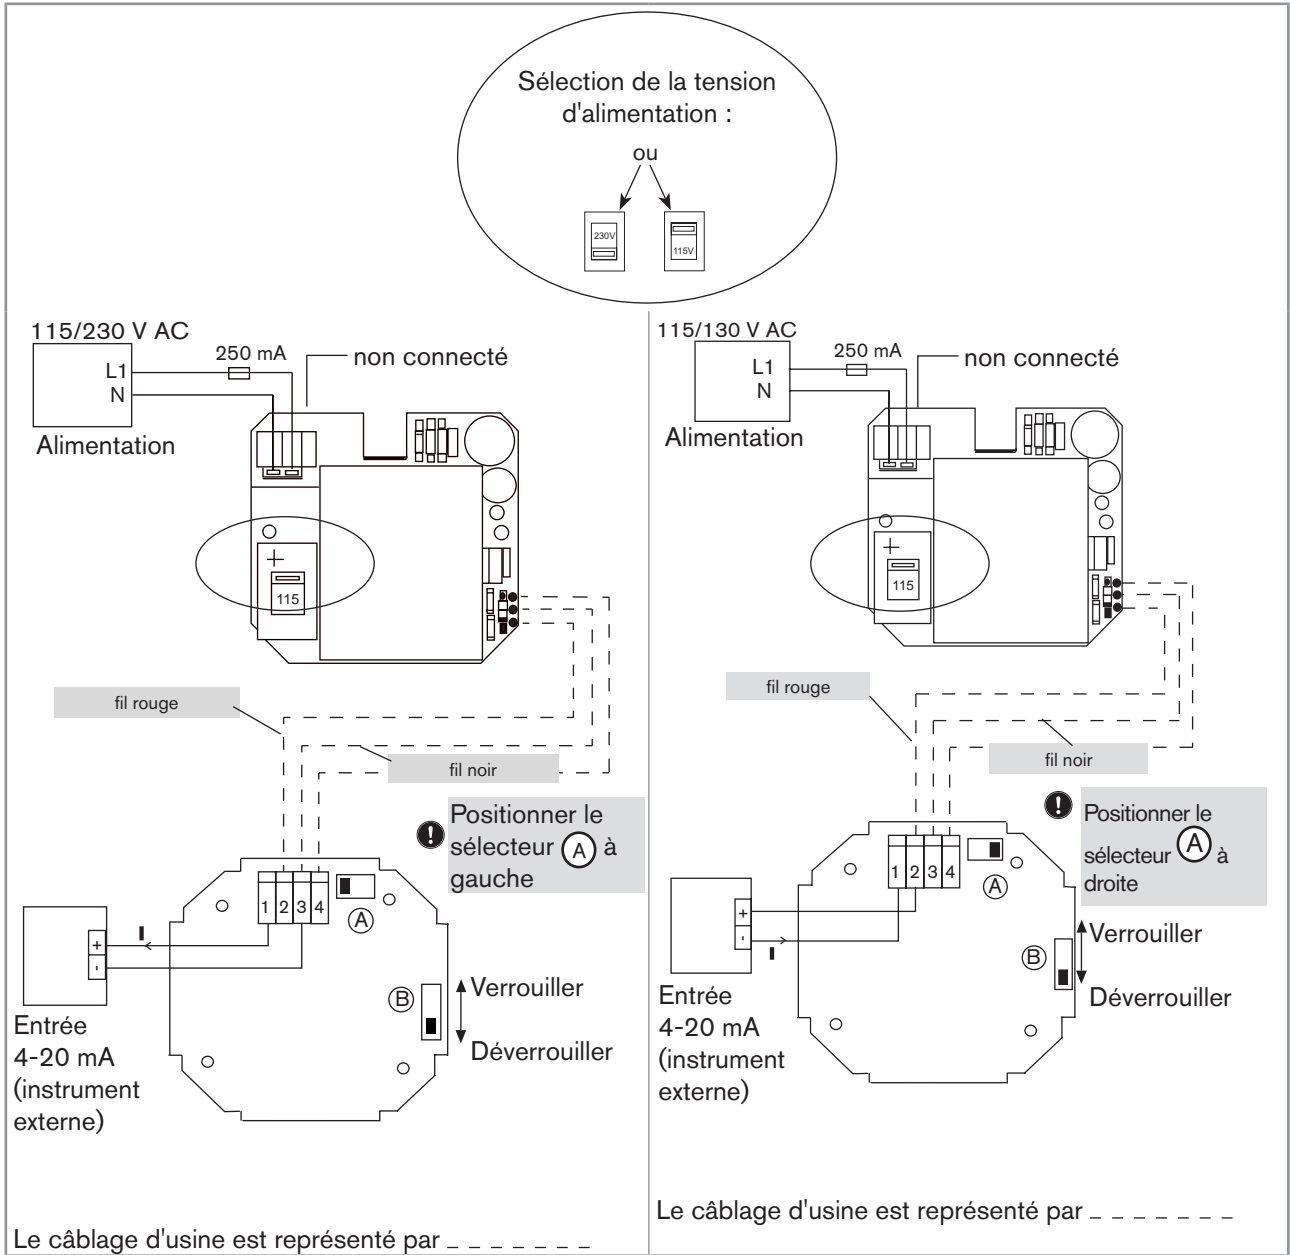 Sélection de la tension
d'alimentation :
ou
230V
115V
115/230 V AC
L1
N
250 mA
non connecté
Alimentation
115
fil rouge
fil noir
Positionner le
sélecteur A à
gauche
1 2 3 4
A
I
+
-
B
Verrouiller
Déverrouiller
Entrée
4-20 mA
(instrument
externe)
Le câblage d'usine est représenté par _ _ _ _ _ _ _
115/130 V AC
L1
N
250 mA
non connecté
Alimentation
115
fil rouge
fil noir
Positionner le
sélecteur A à
droite
1 2 3 4
A
+
-
I
B
Verrouiller
Déverrouiller
Entrée
4-20 mA
(instrument
externe)
Le câblage d'usine est représenté par _ _ _ _ _ _ _